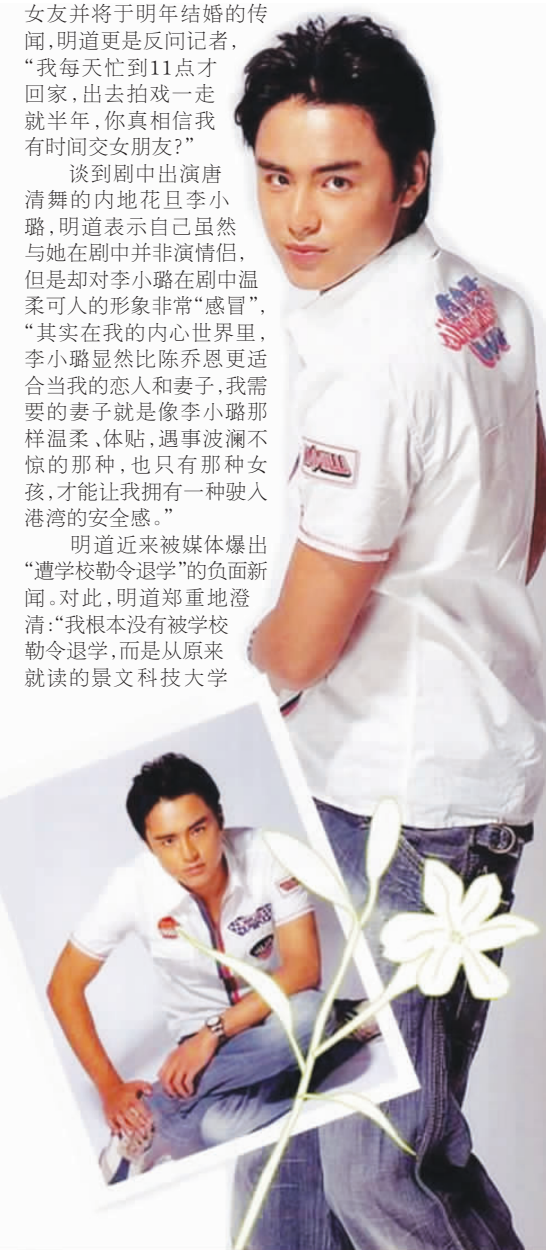 女友并将于明年结婚的传
闻,明道更是反问记者,
“我每天忙到11点才
回家,出去拍戏一走
就半年,你真相信我
有时间交女朋友?”
谈到剧中出演唐
清舞的内地花旦李小
璐,明道表示自己虽然
与她在剧中并非演情侣,
但是却对李小璐在剧中温
柔可人的形象非常“感冒”,
“其实在我的内心世界里,
李小璐显然比陈乔恩更适
合当我的恋人和妻子,我需
要的妻子就是像李小璐那
样温柔、体贴,遇事波澜不
惊的那种,也只有那种女
孩,才能让我拥有一种驶入
港湾的安全感。”
明道近来被媒体爆出
“遭学校勒令退学”的负面新
闻。对此,明道郑重地澄
清:“我根本没有被学校
勒令退学,而是从原来
就读的景文科技大学